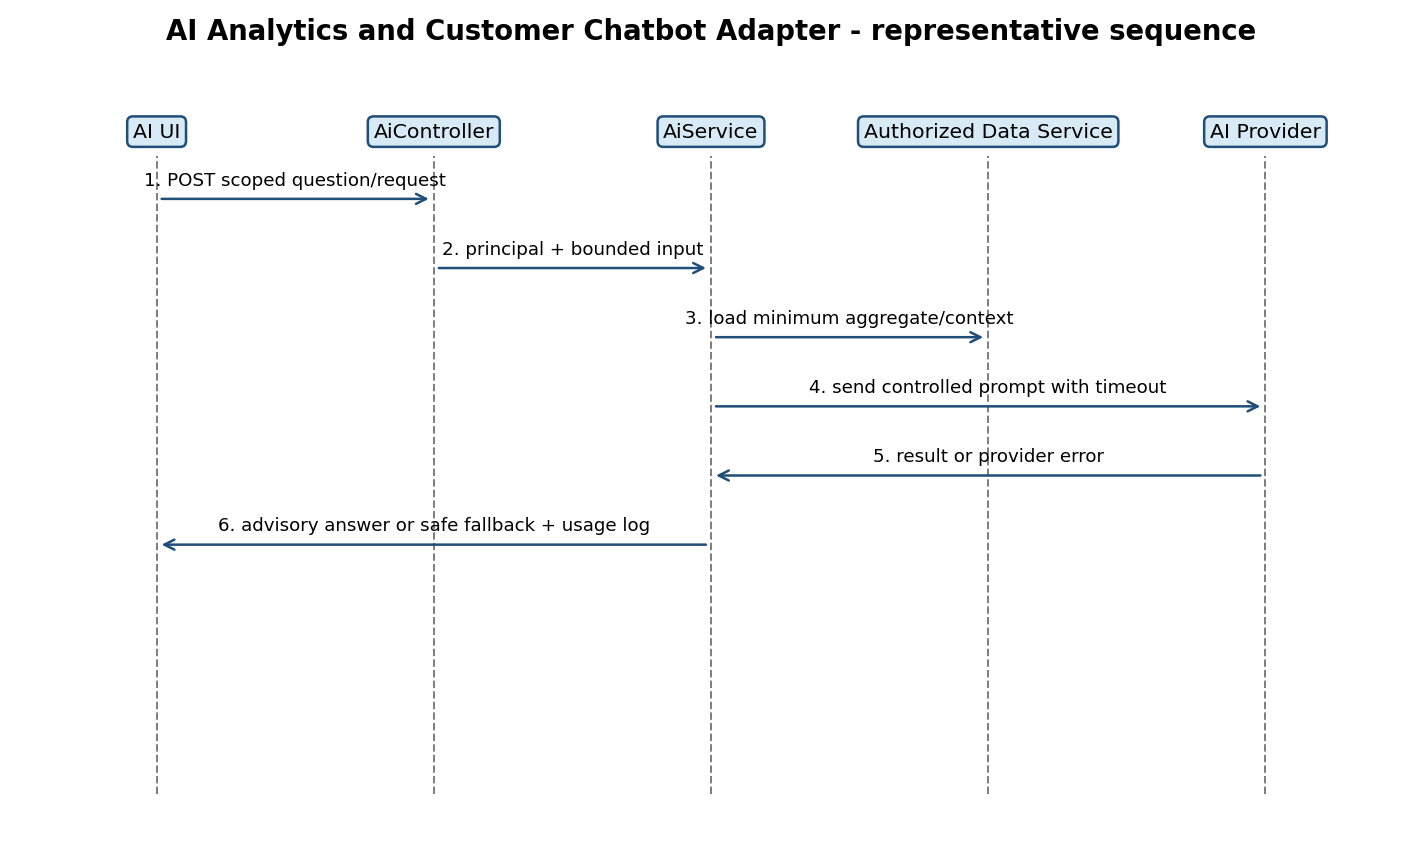 AI Analytics and Customer Chatbot Adapter - representative sequence
AI UI
AiController
AiService
Authorized Data Service
AI Provider
1. POST scoped question/request
2. principal + bounded input
3. load minimum aggregate/context
4. send controlled prompt with timeout
5. result or provider error
6. advisory answer or safe fallback + usage log